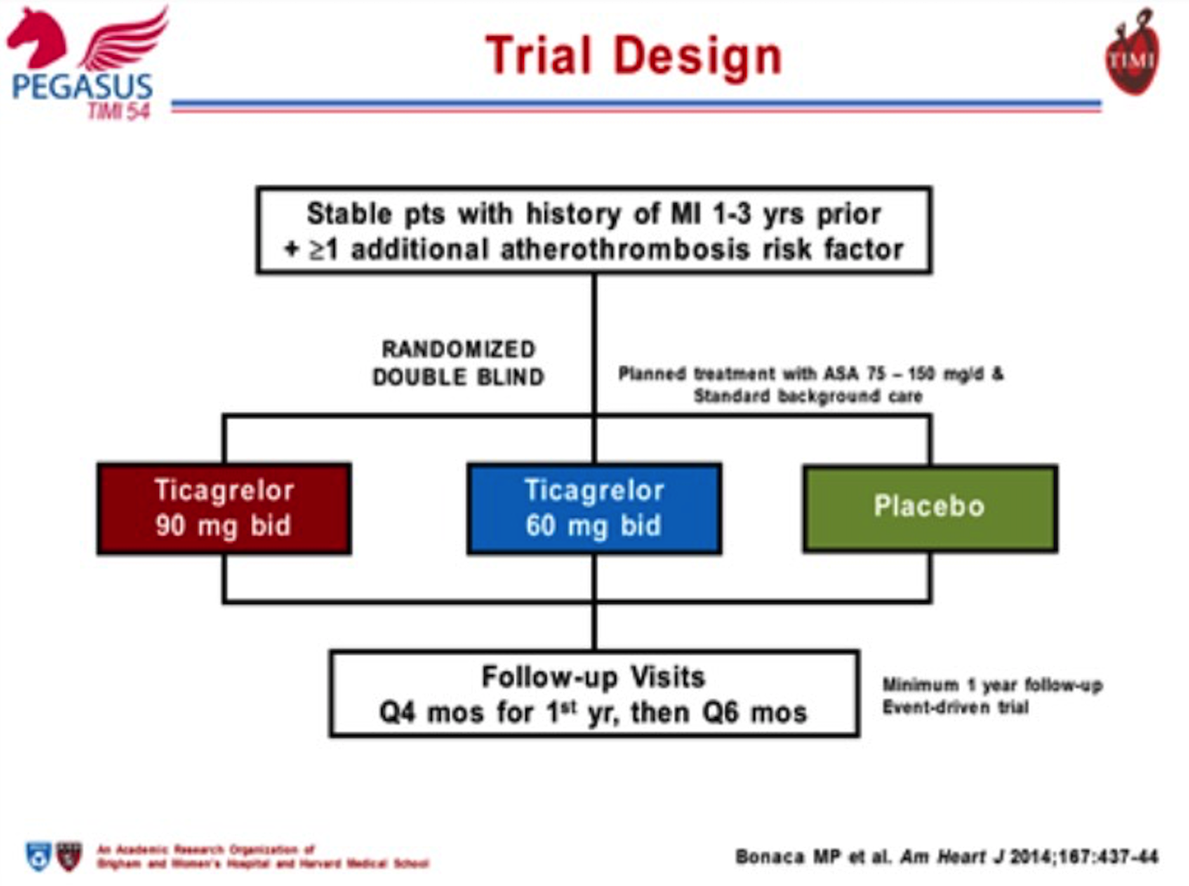 PEGASUS
TIMI 54
Trial Design
TIMI
Stable pts with history of MI 1-3 yrs prior
+ ≥1 additional atherothrombosis risk factor
RANDOMIZED
DOUBLE BLIND
Planned treatment with ASA 75 – 150 mg/d &
Standard background care
Ticagrelor
90 mg bid
Ticagrelor
60 mg bid
Placebo
Follow-up Visits
Q4 mos for 1st yr, then Q6 mos
Minimum 1 year follow-up
Event-driven trial
An Academic Research Organization of
Brigham and Women's Hospital and Harvard Medical School
Bonaca MP et al. Am Heart J 2014;167:437-44